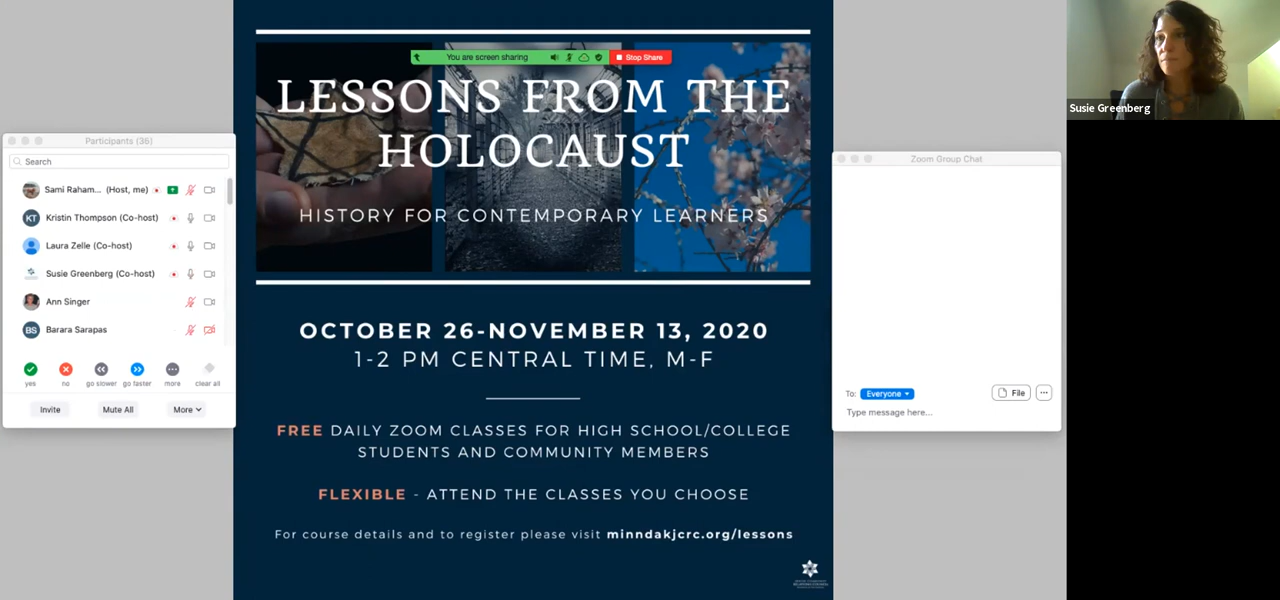 You are screen sharing
Stop Share
LESSONS FROM THE
HOLOCAUST
HISTORY FOR CONTEMPORARY LEARNERS
OCTOBER 26-NOVEMBER 13, 2020
1-2 PM CENTRAL TIME, M-F
FREE DAILY ZOOM CLASSES FOR HIGH SCHOOL/COLLEGE
STUDENTS AND COMMUNITY MEMBERS
FLEXIBLE - ATTEND THE CLASSES YOU CHOOSE
For course details and to register please visit minndakjcrc.org/lessons
Participants (36)
Search
Sami Raham... (Host, me)
KT Kristin Thompson (Co-host)
Laura Zelle (Co-host)
Susie Greenberg (Co-host)
Ann Singer
BS Barara Sarapas
yes no go slower go faster more clear all
Invite Mute All More
Zoom Group Chat
To: Everyone File
Type message here...
Susie Greenberg